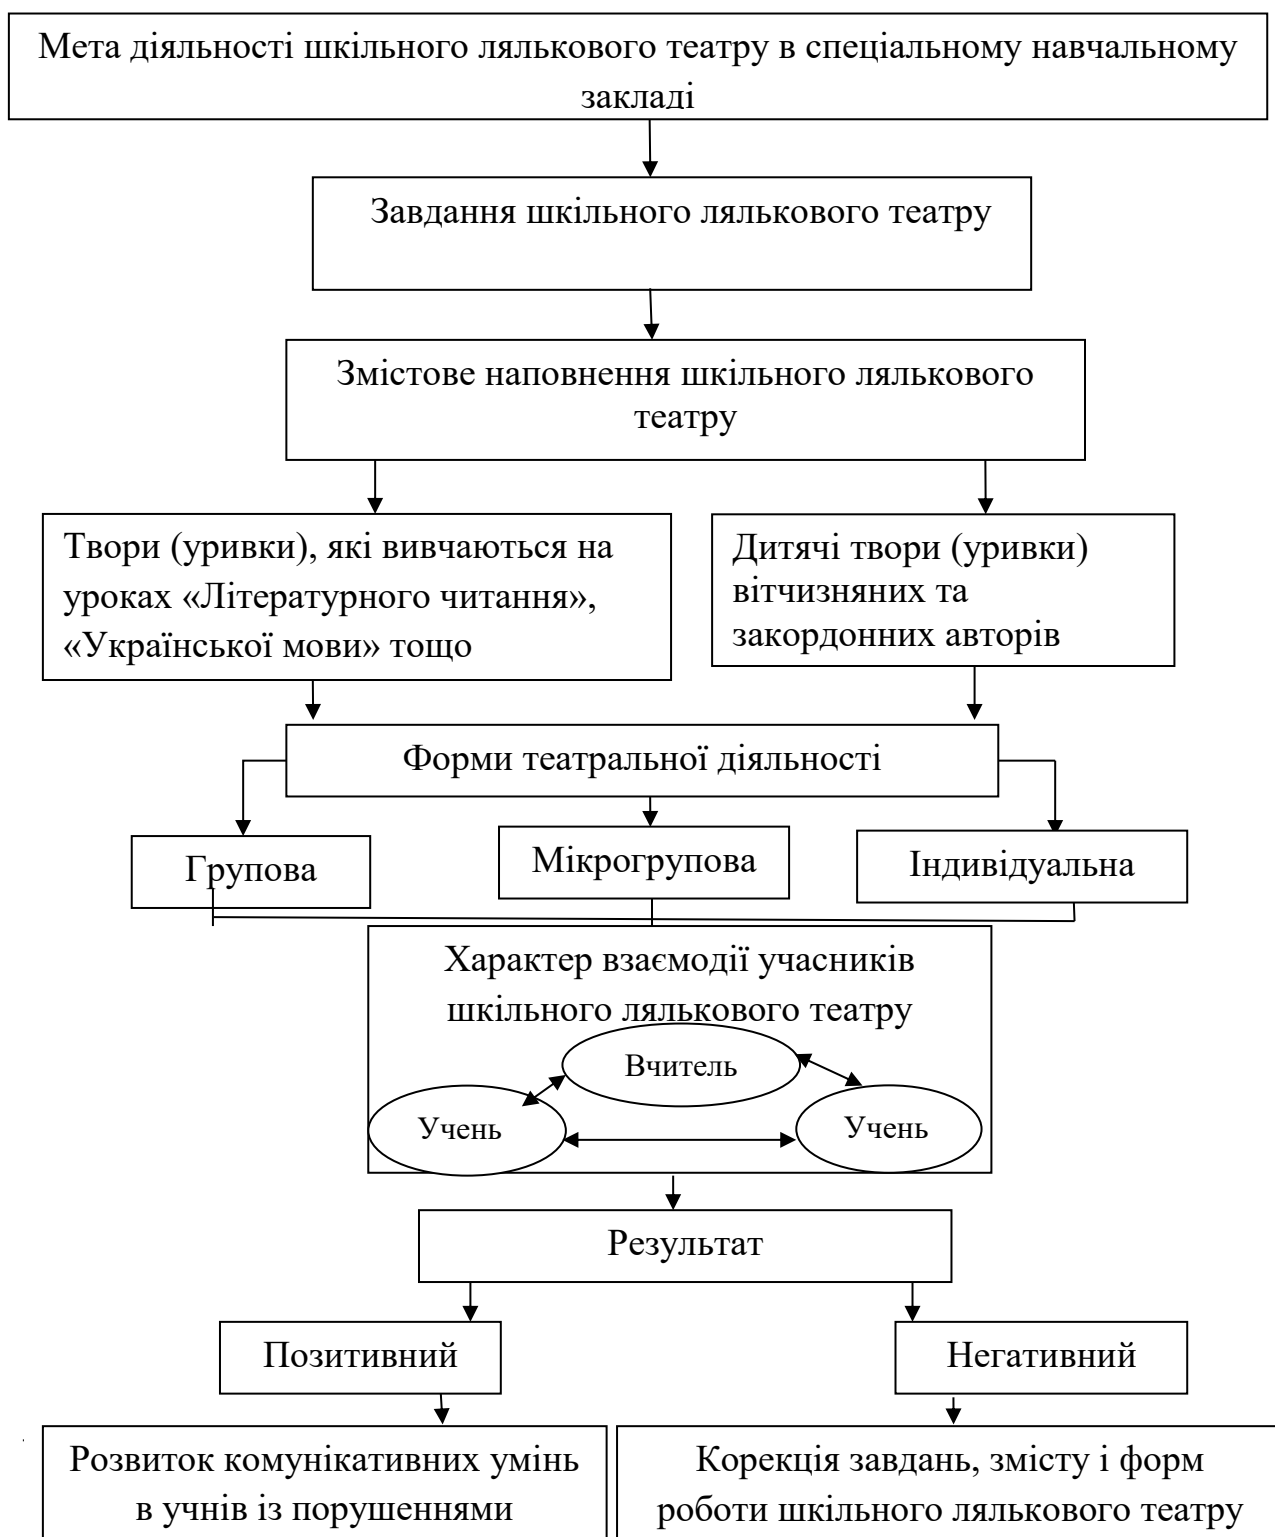 Мета діяльності шкільного лялькового театру в спеціальному навчальному
закладі
Завдання шкільного лялькового театру
Змістове наповнення шкільного лялькового
театру
Твори (уривки), які вивчаються на
уроках «Літературного читання»,
«Української мови» тощо
Дитячі твори (уривки)
вітчизняних та
закордонних авторів
Форми театральної діяльності
Групова
Мікрогрупова
Індивідуальна
Характер взаємодії учасників
шкільного лялькового театру
Вчитель
Учень
Учень
Результат
Позитивний
Негативний
Розвиток комунікативних умінь
в учнів із порушеннями
Корекція завдань, змісту і форм
роботи шкільного лялькового театру